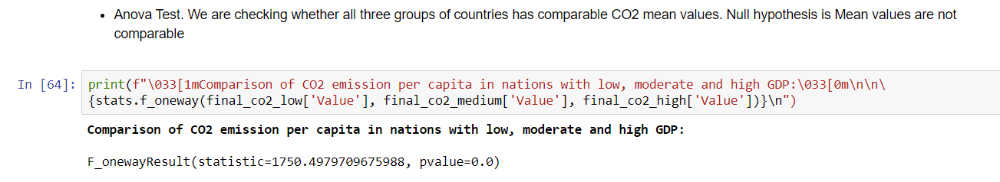 • Anova Test. We are checking whether all three groups of countries has comparable CO2 mean values. Null hypothesis is Mean values are not
comparable
In [64]: print(f"\033[1mComparison of CO2 emission per capita in nations with low, moderate and high GDP:\033[0m\n\n\
{stats.f_oneway(final_co2_low['Value'], final_co2_medium['Value'], final_co2_high['Value'])}\n")
Comparison of CO2 emission per capita in nations with low, moderate and high GDP:
F_onewayResult(statistic=1750.4979709675988, pvalue=0.0)